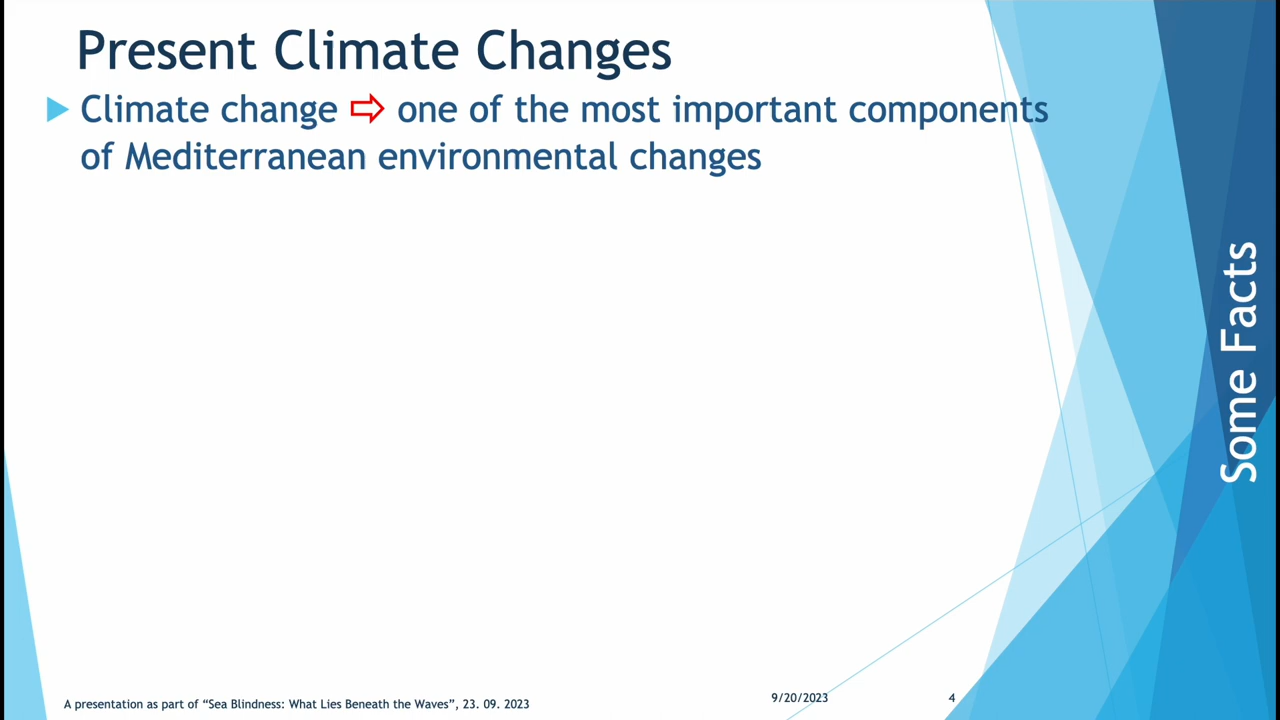 Present Climate Changes
Climate change ⇨ one of the most important components
of Mediterranean environmental changes
Some Facts
A presentation as part of “Sea Blindness: What Lies Beneath the Waves”, 23. 09. 2023
9/20/2023
4